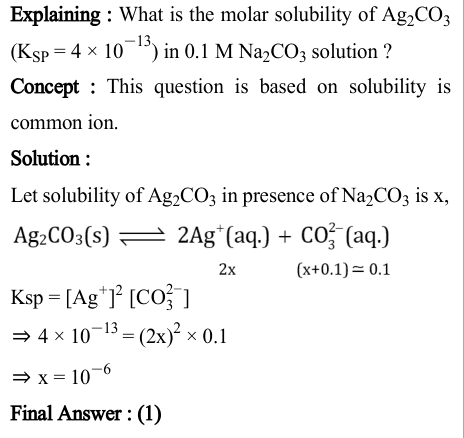 Explaining : What is the molar solubility of Ag₂CO₃
(K_SP = 4 × 10⁻¹³) in 0.1 M Na₂CO₃ solution ?
Concept : This question is based on solubility is
common ion.
Solution :
Let solubility of Ag₂CO₃ in presence of Na₂CO₃ is x,
Ag₂CO₃(s) ⇌ 2Ag⁺(aq.) + CO₃²⁻(aq.)
2x (x+0.1) ≃ 0.1
Ksp = [Ag⁺]² [CO₃²⁻]
⇒ 4 × 10⁻¹³ = (2x)² × 0.1
⇒ x = 10⁻⁶
Final Answer : (1)